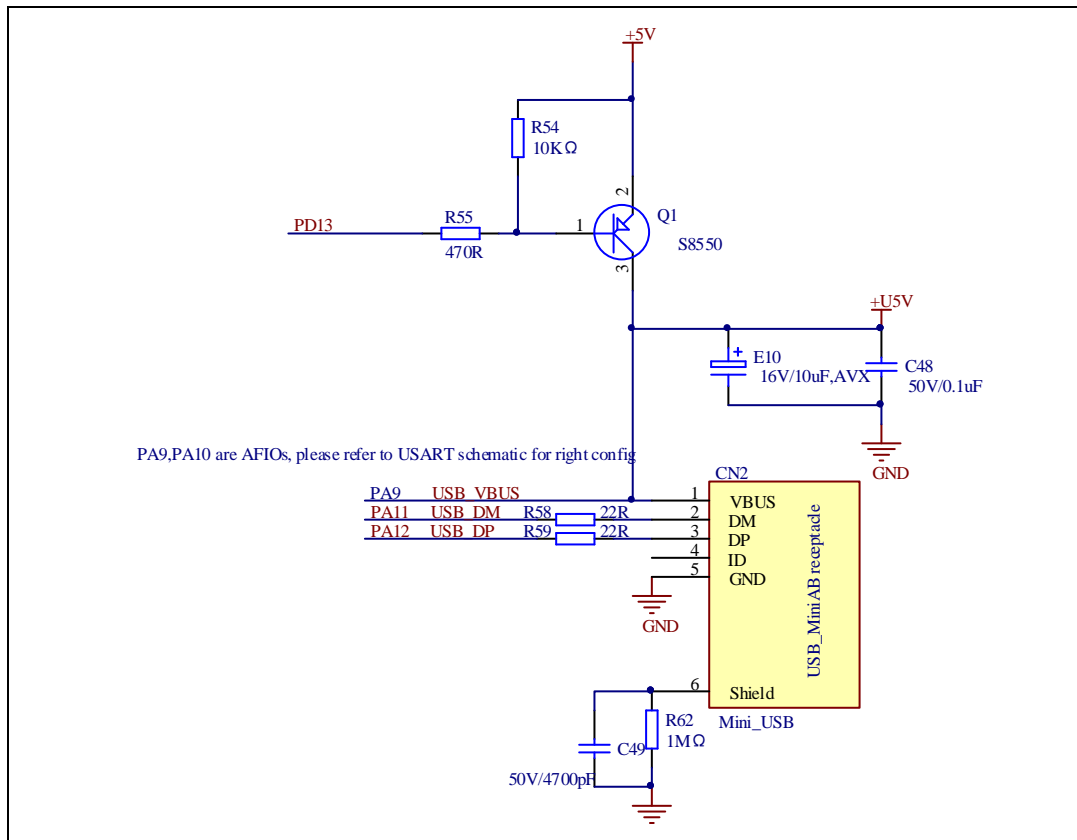 +5V
R54
10KΩ
2
Q1
PD13
R55
1
470R
S8550
3
+U5V
E10
16V/10uF,AVX
C48
50V/0.1uF
PA9,PA10 are AFIOs, please refer to USART schematic for right config
GND
CN2
PA9 USB_VBUS 1 VBUS
PA11 USB_DM R58 22R 2 DM
PA12 USB_DP R59 22R 3 DP
4 ID
5 GND
GND
USB_Mini AB receptacle
6 Shield
Mini_USB
R62
1MΩ
C49
50V/4700pF